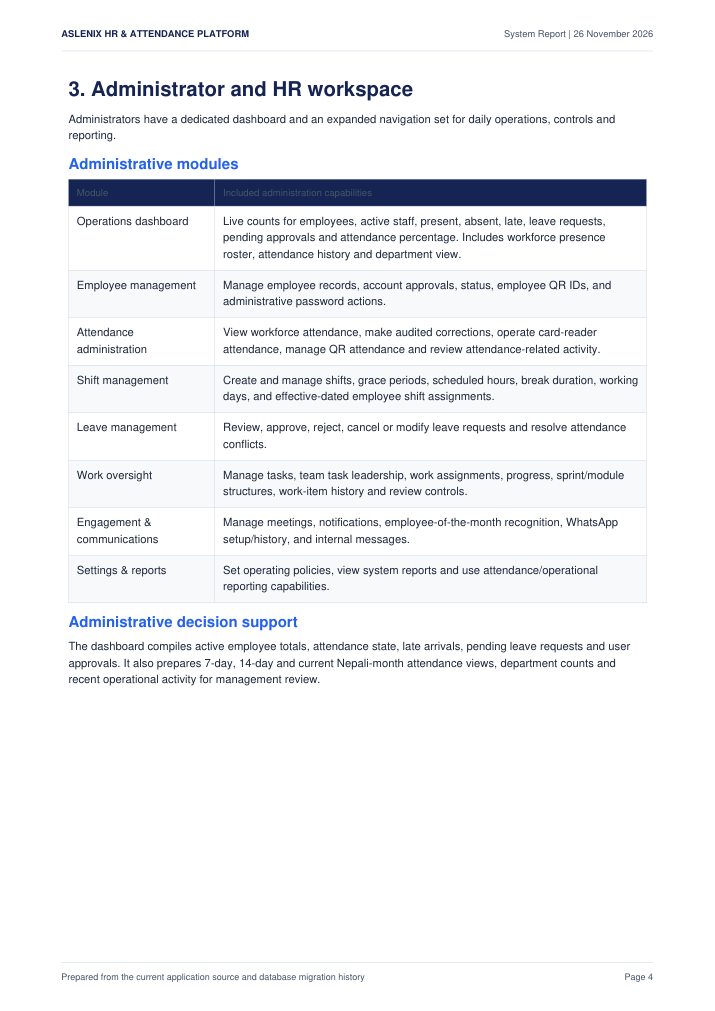 ASLENIX HR & ATTENDANCE PLATFORM
System Report | 26 November 2026
3. Administrator and HR workspace
Administrators have a dedicated dashboard and an expanded navigation set for daily operations, controls and
reporting.
Administrative modules
Module
Included administration capabilities
Operations dashboard
Live counts for employees, active staff, present, absent, late, leave requests,
pending approvals and attendance percentage. Includes workforce presence
roster, attendance history and department view.
Employee management
Manage employee records, account approvals, status, employee QR IDs, and
administrative password actions.
Attendance
administration
View workforce attendance, make audited corrections, operate card-reader
attendance, manage QR attendance and review attendance-related activity.
Shift management
Create and manage shifts, grace periods, scheduled hours, break duration, working
days, and effective-dated employee shift assignments.
Leave management
Review, approve, reject, cancel or modify leave requests and resolve attendance
conflicts.
Work oversight
Manage tasks, team task leadership, work assignments, progress, sprint/module
structures, work-item history and review controls.
Engagement &
communications
Manage meetings, notifications, employee-of-the-month recognition, WhatsApp
setup/history, and internal messages.
Settings & reports
Set operating policies, view system reports and use attendance/operational
reporting capabilities.
Administrative decision support
The dashboard compiles active employee totals, attendance state, late arrivals, pending leave requests and user
approvals. It also prepares 7-day, 14-day and current Nepali-month attendance views, department counts and
recent operational activity for management review.
Prepared from the current application source and database migration history
Page 4